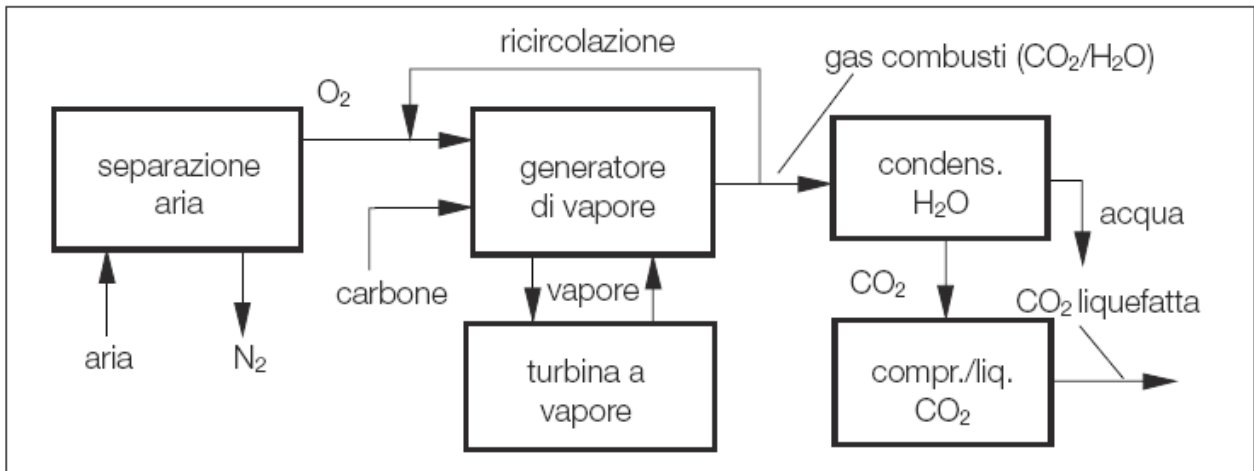 ricircolazione
gas combusti (CO₂/H₂O)
O₂
separazione
aria
generatore
di vapore
condens.
H₂O
acqua
carbone
vapore
CO₂
CO₂ liquefatta
aria
N₂
turbina a
vapore
compr./liq.
CO₂